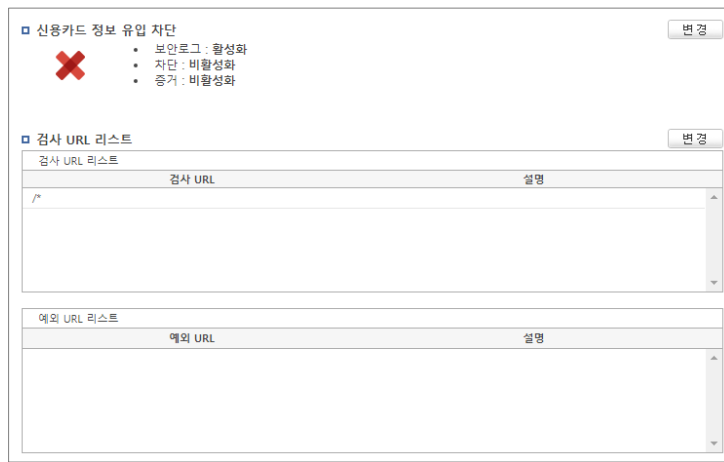 신용카드 정보 유입 차단
변경
• 보안로그 : 활성화
• 차단 : 비활성화
• 증거 : 비활성화
검사 URL 리스트
변경
검사 URL 리스트
검사 URL 설명
/*
예외 URL 리스트
예외 URL 설명